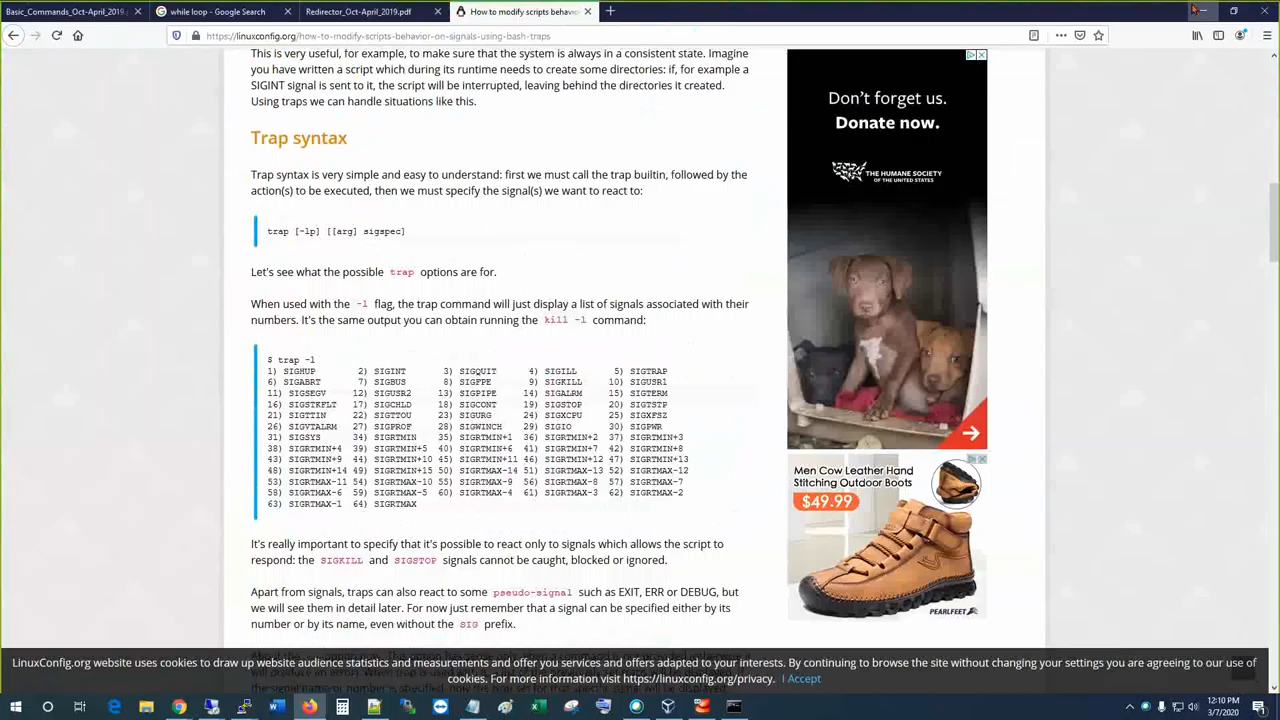 Basic_Commands_Oct-April_2019.
while loop - Google Search
Redirector_Oct-April_2019.pdf
How to modify scripts behavior
https://linuxconfig.org/how-to-modify-scripts-behavior-on-signals-using-bash-traps
This is very useful, for example, to make sure that the system is always in a consistent state. Imagine
you have written a script which during its runtime needs to create some directories: if, for example a
SIGINT signal is sent to it, the script will be interrupted, leaving behind the directories it created.
Using traps we can handle situations like this.
Trap syntax
Trap syntax is very simple and easy to understand: first we must call the trap builtin, followed by the
action(s) to be executed, then we must specify the signal(s) we want to react to:
trap [-lp] [[arg] sigspec]
Let's see what the possible trap options are for.
When used with the -l flag, the trap command will just display a list of signals associated with their
numbers. It's the same output you can obtain running the kill -l command:
$ trap -l
1) SIGHUP 2) SIGINT 3) SIGQUIT 4) SIGILL 5) SIGTRAP
6) SIGABRT 7) SIGBUS 8) SIGFPE 9) SIGKILL 10) SIGUSR1
11) SIGSEGV 12) SIGUSR2 13) SIGPIPE 14) SIGALRM 15) SIGTERM
16) SIGSTKFLT 17) SIGCHLD 18) SIGCONT 19) SIGSTOP 20) SIGTSTP
21) SIGTTIN 22) SIGTTOU 23) SIGURG 24) SIGXCPU 25) SIGXFSZ
26) SIGVTALRM 27) SIGPROF 28) SIGWINCH 29) SIGIO 30) SIGPWR
31) SIGSYS 34) SIGRTMIN 35) SIGRTMIN+1 36) SIGRTMIN+2 37) SIGRTMIN+3
38) SIGRTMIN+4 39) SIGRTMIN+5 40) SIGRTMIN+6 41) SIGRTMIN+7 42) SIGRTMIN+8
43) SIGRTMIN+9 44) SIGRTMIN+10 45) SIGRTMIN+11 46) SIGRTMIN+12 47) SIGRTMIN+13
48) SIGRTMIN+14 49) SIGRTMIN+15 50) SIGRTMAX-14 51) SIGRTMAX-13 52) SIGRTMAX-12
53) SIGRTMAX-11 54) SIGRTMAX-10 55) SIGRTMAX-9 56) SIGRTMAX-8 57) SIGRTMAX-7
58) SIGRTMAX-6 59) SIGRTMAX-5 60) SIGRTMAX-4 61) SIGRTMAX-3 62) SIGRTMAX-2
63) SIGRTMAX-1 64) SIGRTMAX
It's really important to specify that it's possible to react only to signals which allows the script to
respond: the SIGKILL and SIGSTOP signals cannot be caught, blocked or ignored.
Apart from signals, traps can also react to some pseudo-signal such as EXIT, ERR or DEBUG, but
we will see them in detail later. For now just remember that a signal can be specified either by its
number or by its name, even without the SIG prefix.
Don't forget us.
Donate now.
THE HUMANE SOCIETY
OF THE UNITED STATES
Men Cow Leather Hand
Stitching Outdoor Boots
$49.99
PEARLFEET
LinuxConfig.org website uses cookies to draw up website audience statistics and measurements and offer you services and offers adapted to your interests. By continuing to browse the site without changing your settings you are agreeing to our use of
cookies. For more information visit https://linuxconfig.org/privacy. I Accept
12:10 PM
3/7/2020